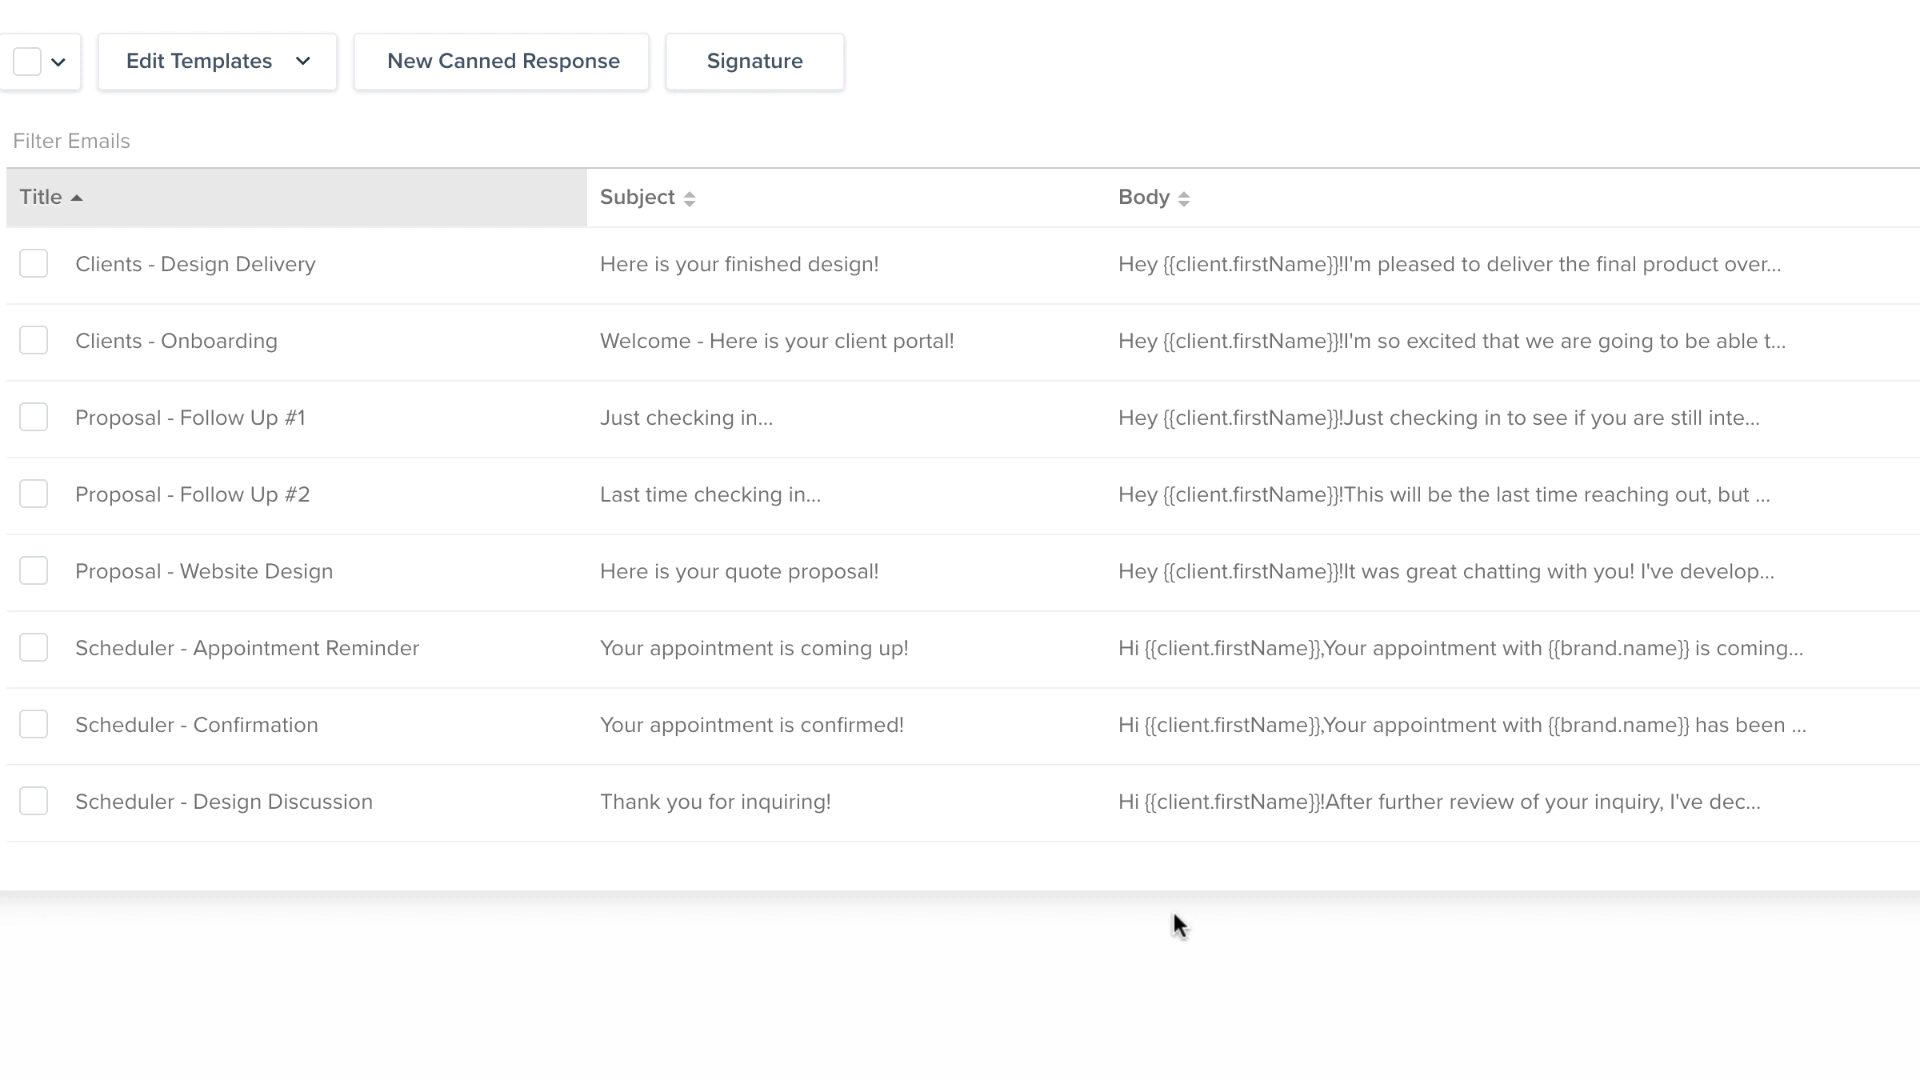 Edit Templates New Canned Response Signature
Filter Emails
Title Subject Body
Clients - Design Delivery Here is your finished design! Hey {{client.firstName}}!I'm pleased to deliver the final product over...
Clients - Onboarding Welcome - Here is your client portal! Hey {{client.firstName}}!I'm so excited that we are going to be able t...
Proposal - Follow Up #1 Just checking in... Hey {{client.firstName}}!Just checking in to see if you are still inte...
Proposal - Follow Up #2 Last time checking in... Hey {{client.firstName}}!This will be the last time reaching out, but ...
Proposal - Website Design Here is your quote proposal! Hey {{client.firstName}}!It was great chatting with you! I've develop...
Scheduler - Appointment Reminder Your appointment is coming up! Hi {{client.firstName}},Your appointment with {{brand.name}} is coming...
Scheduler - Confirmation Your appointment is confirmed! Hi {{client.firstName}},Your appointment with {{brand.name}} has been ...
Scheduler - Design Discussion Thank you for inquiring! Hi {{client.firstName}}!After further review of your inquiry, I've dec...